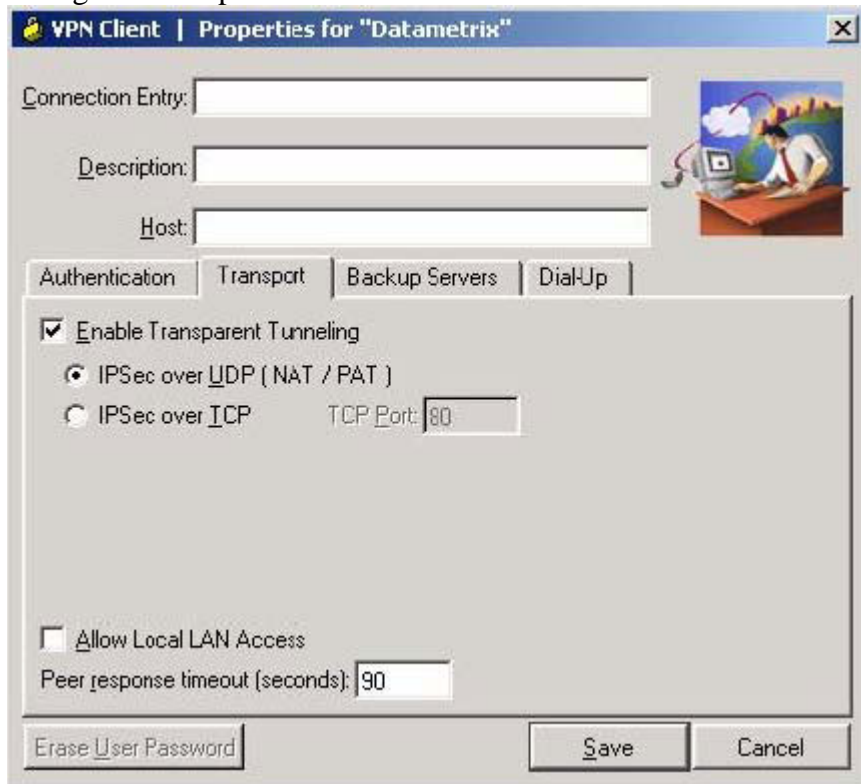 VPN Client | Properties for "Datametrix"
Connection Entry:
Description:
Host:
Authentication Transport Backup Servers Dial-Up
Enable Transparent Tunneling
IPSec over UDP ( NAT / PAT )
IPSec over TCP TCP Port: 80
Allow Local LAN Access
Peer response timeout (seconds): 90
Erase User Password Save Cancel